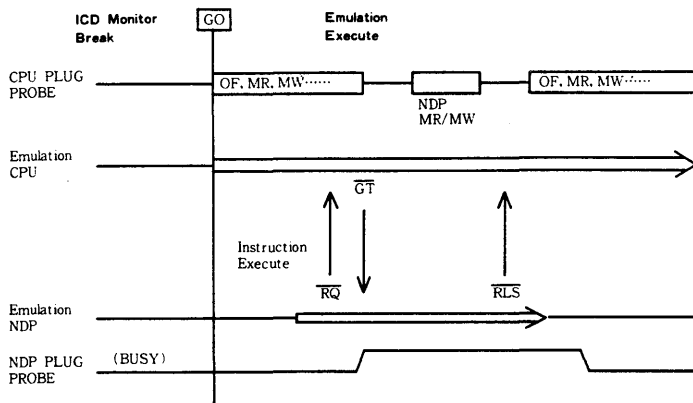 ICD Monitor
Break
GO
Emulation
Execute
CPU PLUG
PROBE
OF, MR, MW......
NDP
MR/MW
OF, MR, MW......
Emulation
CPU
GT
Instruction
Execute
RQ
RLS
Emulation
NDP
NDP PLUG
PROBE
(BUSY)